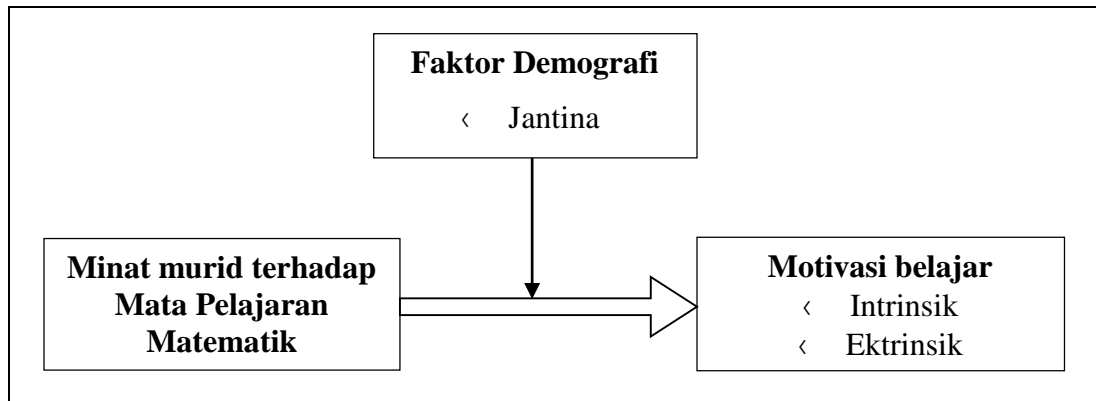 Faktor Demografi
‹ Jantina
Minat murid terhadap
Mata Pelajaran
Matematik
Motivasi belajar
‹ Intrinsik
‹ Ektrinsik